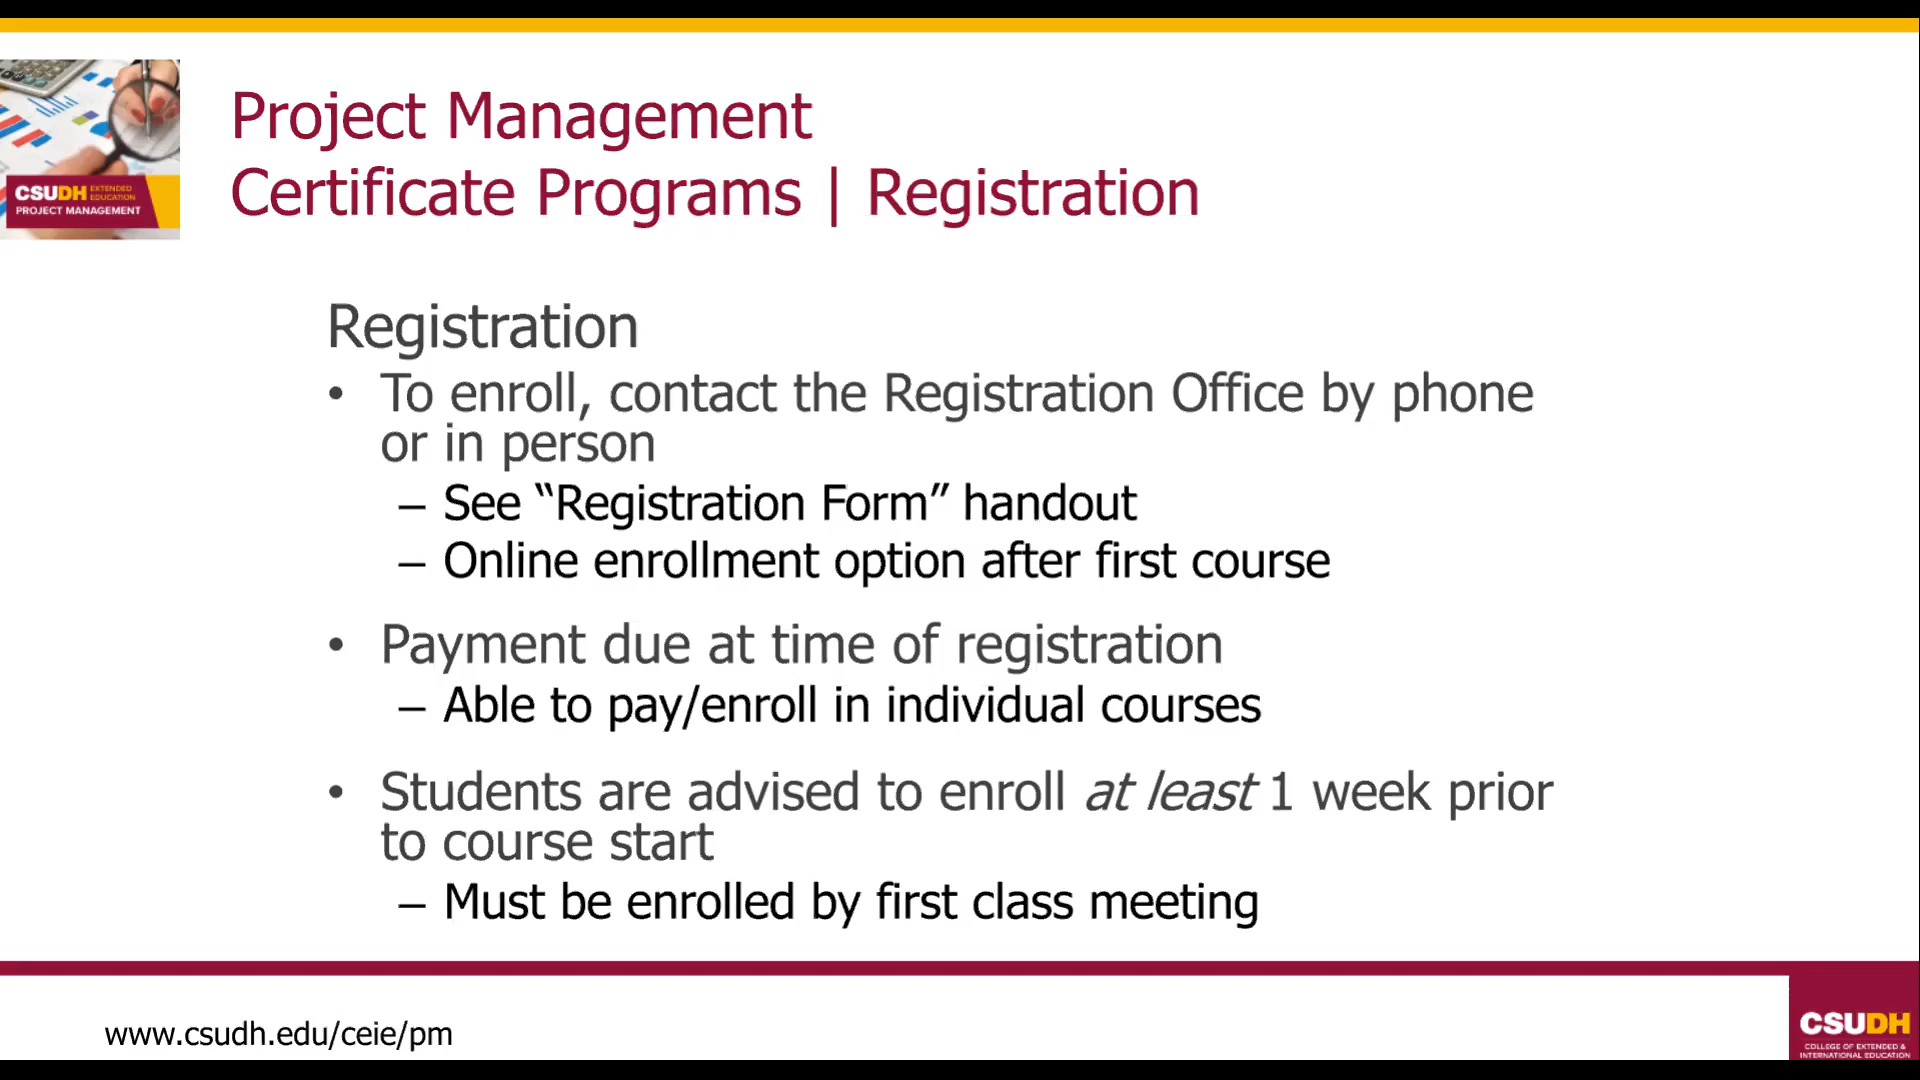 CSUDH EXTENDED EDUCATION
PROJECT MANAGEMENT
Project Management
Certificate Programs | Registration
Registration
• To enroll, contact the Registration Office by phone
or in person
– See “Registration Form” handout
– Online enrollment option after first course
• Payment due at time of registration
– Able to pay/enroll in individual courses
• Students are advised to enroll at least 1 week prior
to course start
– Must be enrolled by first class meeting
www.csudh.edu/ceie/pm
CSUDH
COLLEGE OF EXTENDED &
INTERNATIONAL EDUCATION